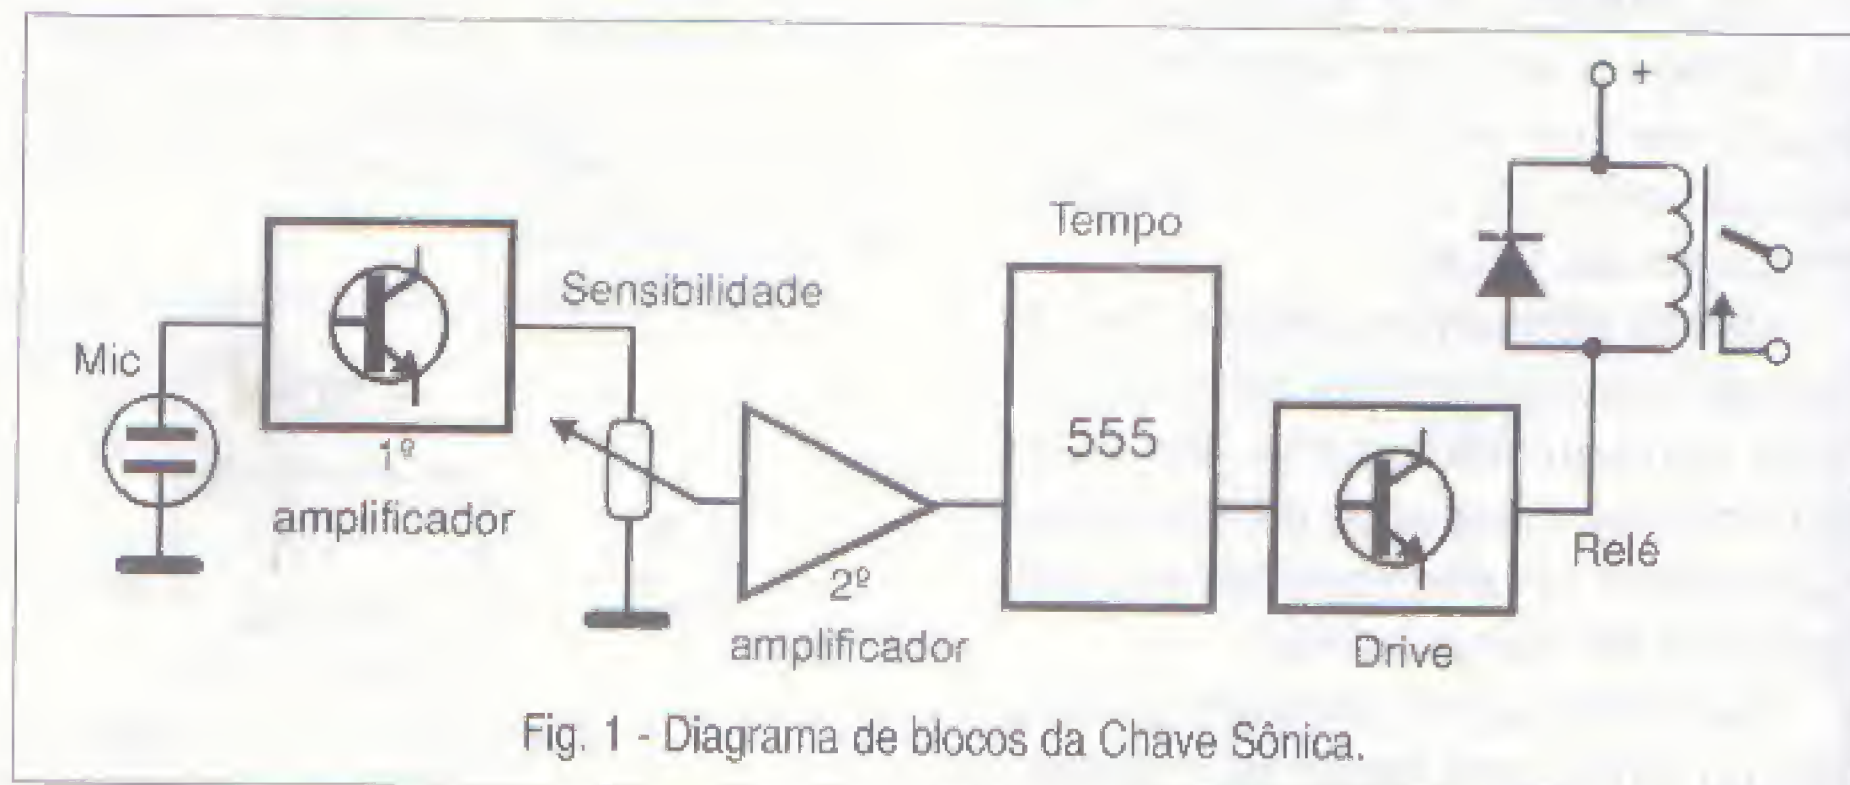 Mic
1º
amplificador
Sensibilidade
2º
amplificador
Tempo
555
Drive
Relé
+
Fig. 1 - Diagrama de blocos da Chave Sônica.